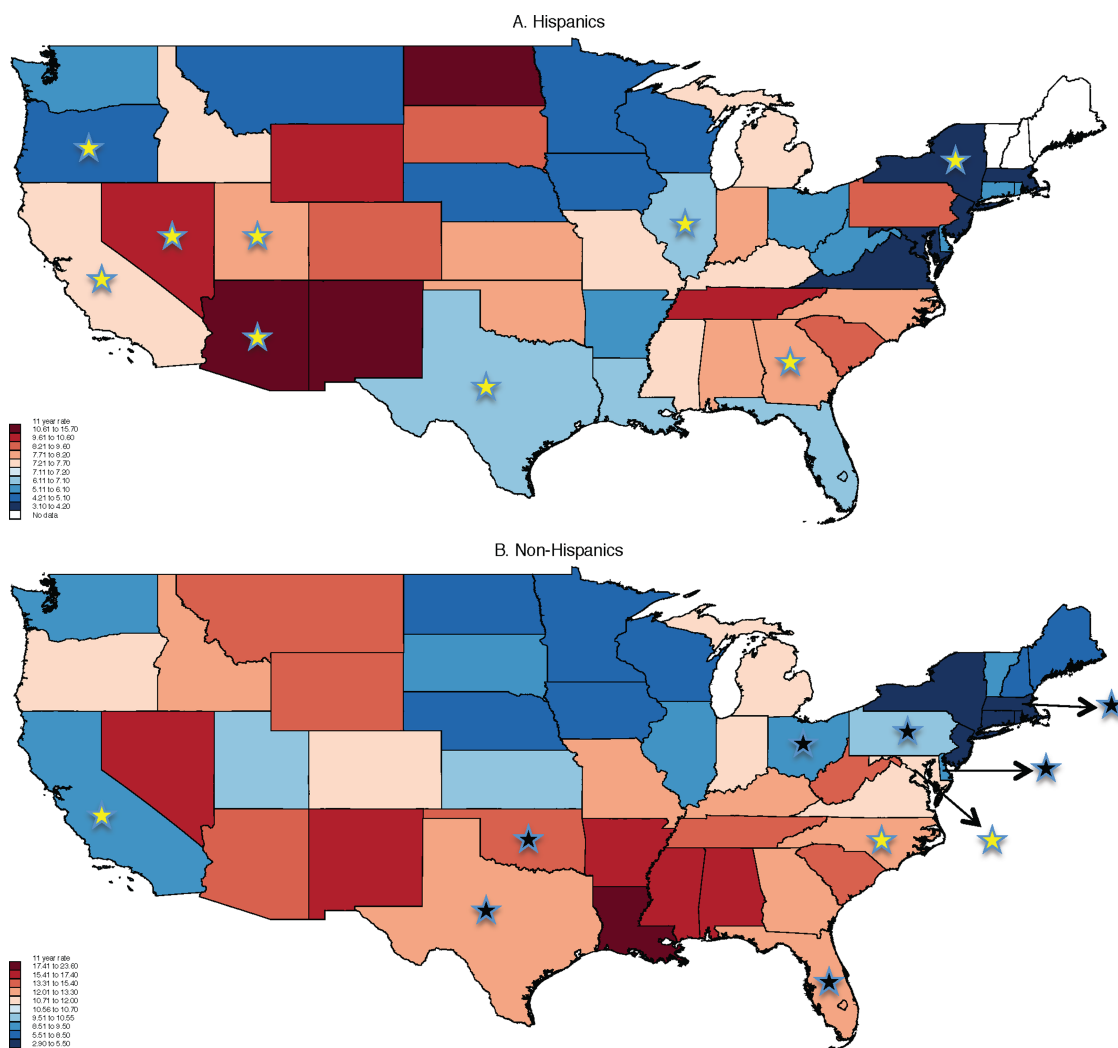 A. Hispanics
11 year rate
10.61 to 15.70
9.61 to 10.60
8.21 to 9.60
7.71 to 8.20
7.21 to 7.70
7.11 to 7.20
6.11 to 7.10
5.11 to 6.10
4.21 to 5.10
3.10 to 4.20
No data
B. Non-Hispanics
11 year rate
17.41 to 23.60
15.41 to 17.40
13.31 to 15.40
12.01 to 13.30
10.71 to 12.00
10.56 to 10.70
9.51 to 10.55
8.51 to 9.50
5.51 to 8.50
2.90 to 5.50